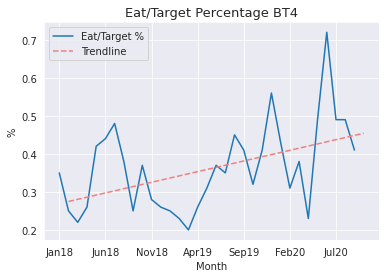 Eat/Target Percentage BT4
Eat/Target %
Trendline
%
0.7
0.6
0.5
0.4
0.3
0.2
Jan18 Jun18 Nov18 Apr19 Sep19 Feb20 Jul20
Month